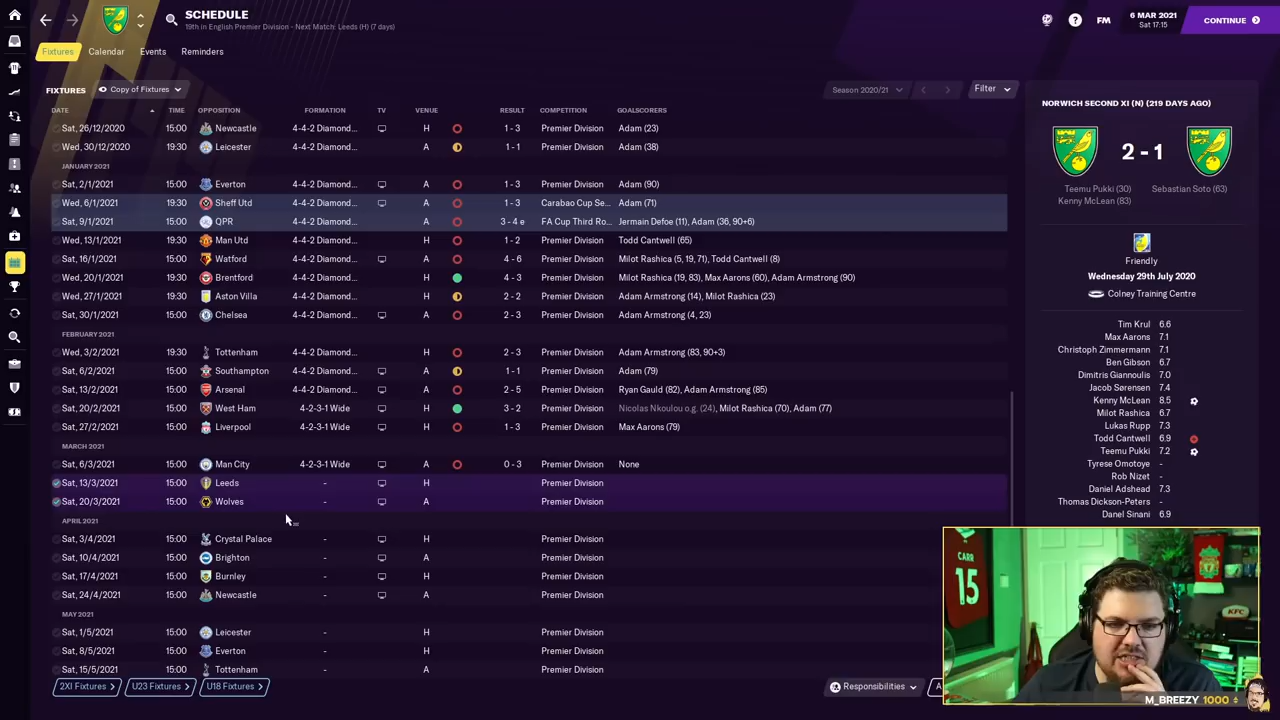 SCHEDULE
19th in English Premier Division - Next Match: Leeds (H) (7 days)
FM
6 MAR 2021
Sat 17:15
CONTINUE
Fixtures Calendar Events Reminders
FIXTURES Copy of Fixtures
Season 2020/21
Filter
DATE TIME OPPOSITION FORMATION TV VENUE RESULT COMPETITION GOALSCORERS
Sat, 26/12/2020 15:00 Newcastle 4-4-2 Diamond... H 1 - 3 Premier Division Adam (23)
Wed, 30/12/2020 19:30 Leicester 4-4-2 Diamond... A 1 - 1 Premier Division Adam (38)
JANUARY 2021
Sat, 2/1/2021 15:00 Everton 4-4-2 Diamond... A 1 - 3 Premier Division Adam (90)
Wed, 6/1/2021 19:30 Sheff Utd 4-4-2 Diamond... A 1 - 3 Carabao Cup Se... Adam (71)
Sat, 9/1/2021 15:00 QPR 4-4-2 Diamond... A 3 - 4 e FA Cup Third Ro... Jermain Defoe (11), Adam (36, 90+6)
Wed, 13/1/2021 19:30 Man Utd 4-4-2 Diamond... H 1 - 2 Premier Division Todd Cantwell (65)
Sat, 16/1/2021 15:00 Watford 4-4-2 Diamond... A 4 - 6 Premier Division Milot Rashica (5, 19, 71), Todd Cantwell (8)
Wed, 20/1/2021 19:30 Brentford 4-4-2 Diamond... H 4 - 3 Premier Division Milot Rashica (19, 83), Max Aarons (60), Adam Armstrong (90)
Wed, 27/1/2021 19:30 Aston Villa 4-4-2 Diamond... H 2 - 2 Premier Division Adam Armstrong (14), Milot Rashica (23)
Sat, 30/1/2021 15:00 Chelsea 4-4-2 Diamond... A 2 - 3 Premier Division Adam Armstrong (4, 23)
FEBRUARY 2021
Wed, 3/2/2021 19:30 Tottenham 4-4-2 Diamond... H 2 - 3 Premier Division Adam Armstrong (83, 90+3)
Sat, 6/2/2021 15:00 Southampton 4-4-2 Diamond... A 1 - 1 Premier Division Adam (79)
Sat, 13/2/2021 15:00 Arsenal 4-4-2 Diamond... A 2 - 5 Premier Division Ryan Gauld (82), Adam Armstrong (85)
Sat, 20/2/2021 15:00 West Ham 4-2-3-1 Wide H 3 - 2 Premier Division Nicolas Nkoulou o.g. (24), Milot Rashica (70), Adam (77)
Sat, 27/2/2021 15:00 Liverpool 4-2-3-1 Wide H 1 - 3 Premier Division Max Aarons (79)
MARCH 2021
Sat, 6/3/2021 15:00 Man City 4-2-3-1 Wide A 0 - 3 Premier Division None
Sat, 13/3/2021 15:00 Leeds - H Premier Division
Sat, 20/3/2021 15:00 Wolves - A Premier Division
APRIL 2021
Sat, 3/4/2021 15:00 Crystal Palace - H Premier Division
Sat, 10/4/2021 15:00 Brighton - A Premier Division
Sat, 17/4/2021 15:00 Burnley - H Premier Division
Sat, 24/4/2021 15:00 Newcastle - A Premier Division
MAY 2021
Sat, 1/5/2021 15:00 Leicester - H Premier Division
Sat, 8/5/2021 15:00 Everton - H Premier Division
Sat, 15/5/2021 15:00 Tottenham - A Premier Division
2XI Fixtures U23 Fixtures U18 Fixtures
Responsibilities
NORWICH SECOND XI (N) (219 DAYS AGO)
2 - 1
Teemu Pukki (30) Sebastian Soto (63)
Kenny McLean (83)
Friendly
Wednesday 29th July 2020
Colney Training Centre
Tim Krul 6.6
Max Aarons 7.1
Christoph Zimmermann 7.1
Ben Gibson 6.7
Dimitris Giannoulis 7.0
Jacob Sørensen 7.4
Kenny McLean 8.5
Milot Rashica 6.7
Lukas Rupp 7.3
Todd Cantwell 6.9
Teemu Pukki 7.2
Tyrese Omotoye -
Rob Nizet -
Daniel Adshead 7.3
Thomas Dickson-Peters -
Danel Sinani 6.9
CARR
15
KFC
M_BREEZY 1000